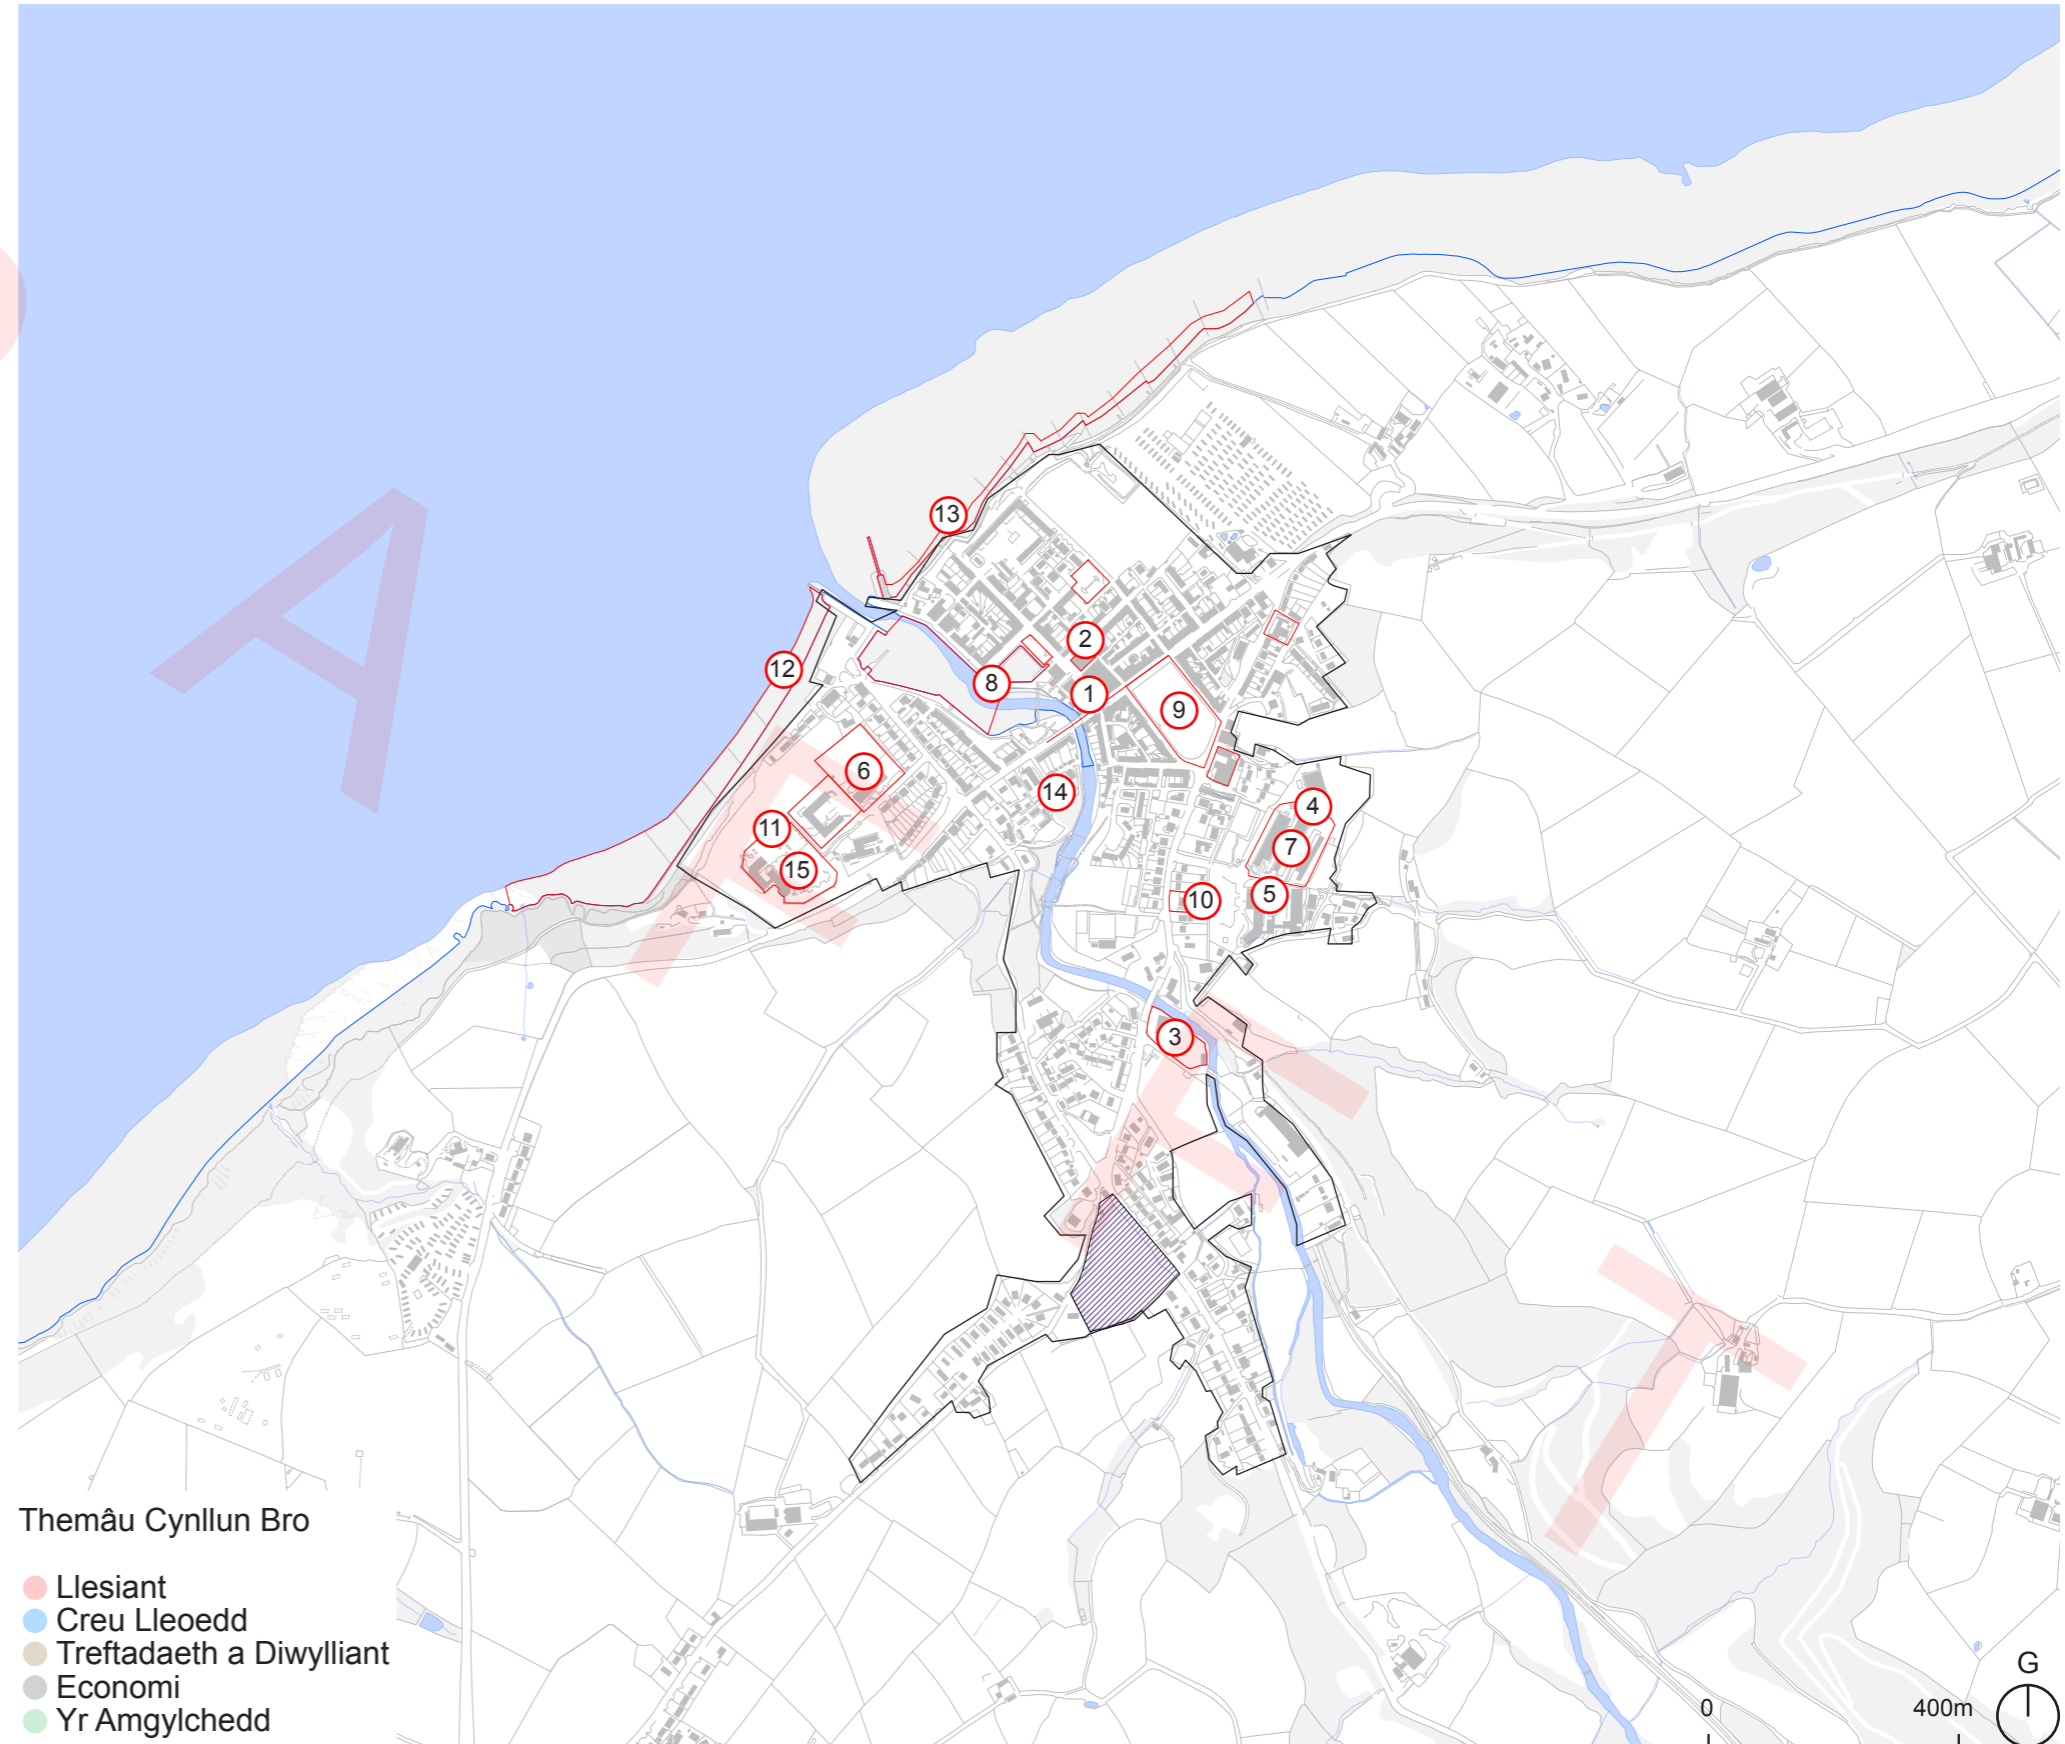 13
2
12
8
1
9
6
14
4
11
7
15
5
10
3
Themâu Cynllun Bro
Llesiant
Creu Lleoedd
Treftadaeth a Diwylliant
Economi
Yr Amgylchedd
G
0 400m
A F T